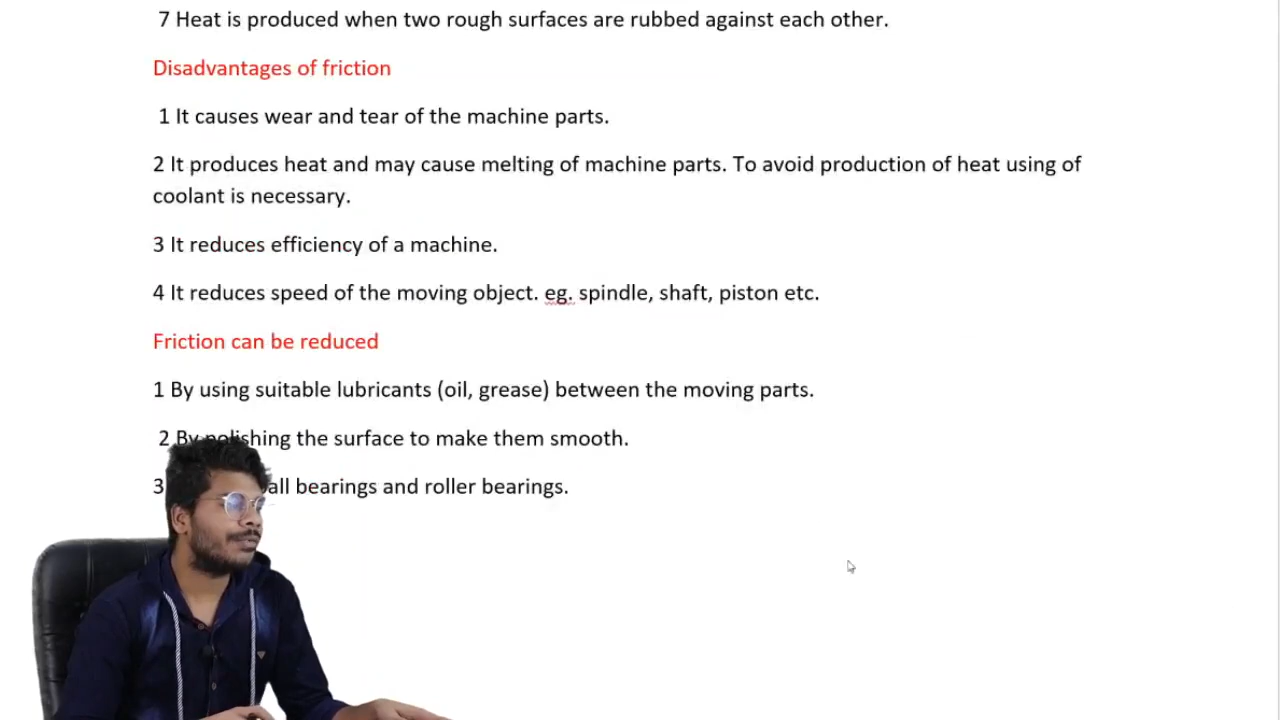 7 Heat is produced when two rough surfaces are rubbed against each other.
Disadvantages of friction
1 It causes wear and tear of the machine parts.
2 It produces heat and may cause melting of machine parts. To avoid production of heat using of
coolant is necessary.
3 It reduces efficiency of a machine.
4 It reduces speed of the moving object. eg. spindle, shaft, piston etc.
Friction can be reduced
1 By using suitable lubricants (oil, grease) between the moving parts.
2 By polishing the surface to make them smooth.
3 all bearings and roller bearings.